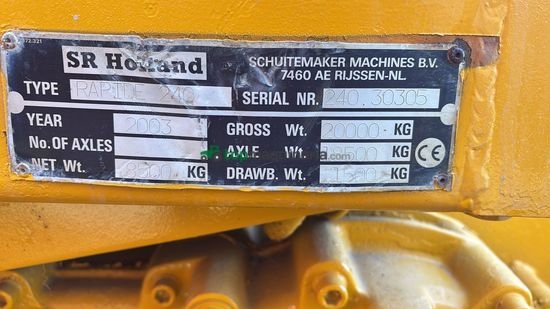 SR Holland
SCHUITEMAKER MACHINES B.V.
7460 AE RIJSSEN-NL
TYPE RAPIDE 240 SERIAL NR. 240.30305
YEAR 2003 GROSS Wt. 20000 KG
No. OF AXLES AXLE Wt. 18500 KG
NET Wt. 8500 KG DRAWB. Wt. KG
CE